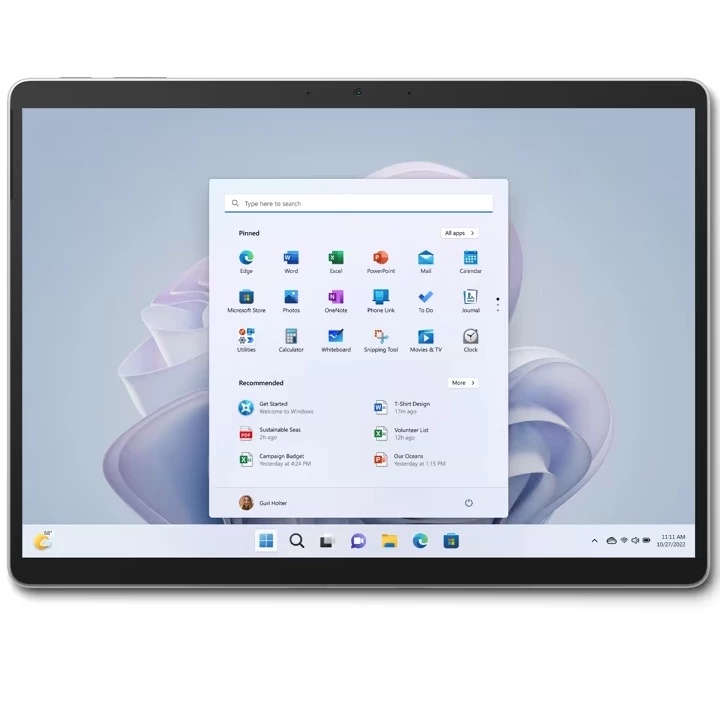 Type here to search
Pinned
All apps >
Edge Word Excel PowerPoint Mail Calendar
Microsoft Store Photos OneNote Phone Link To Do Journal
Utilities Calculator Whiteboard Snipping Tool Movies & TV Clock
Recommended
More >
Get Started
Welcome to Windows
T-Shirt Design
17m ago
PDF
Sustainable Seas
2h ago
Volunteer List
12h ago
Campaign Budget
Yesterday at 4:24 PM
Our Oceans
Yesterday at 1:15 PM
Guri Holter
68°
11:11 AM
10/27/2022